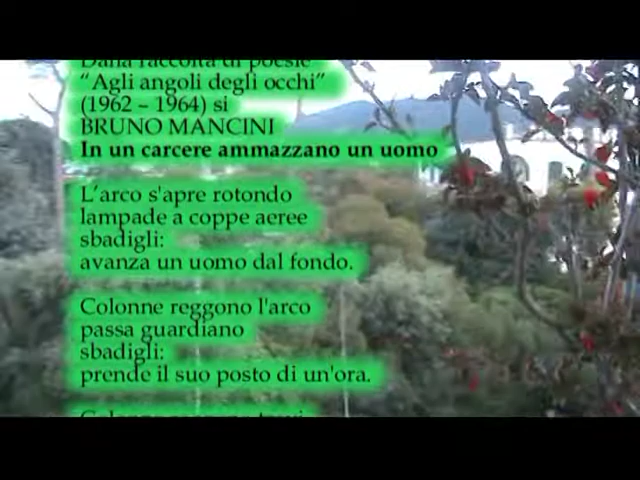 Dalla raccolta di poesie
“Agli angoli degli occhi”
(1962 – 1964) si
BRUNO MANCINI
In un carcere ammazzano un uomo
L’arco s'apre rotondo
lampade a coppe aeree
sbadigli:
avanza un uomo dal fondo.
Colonne reggono l'arco
passa guardiano
sbadigli:
prende il suo posto di un'ora.